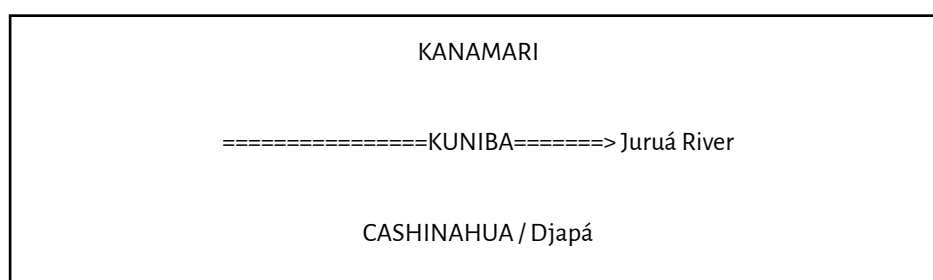 KANAMARI
================KUNIBA=======> Juruá River
CASHINAHUA / Djapá